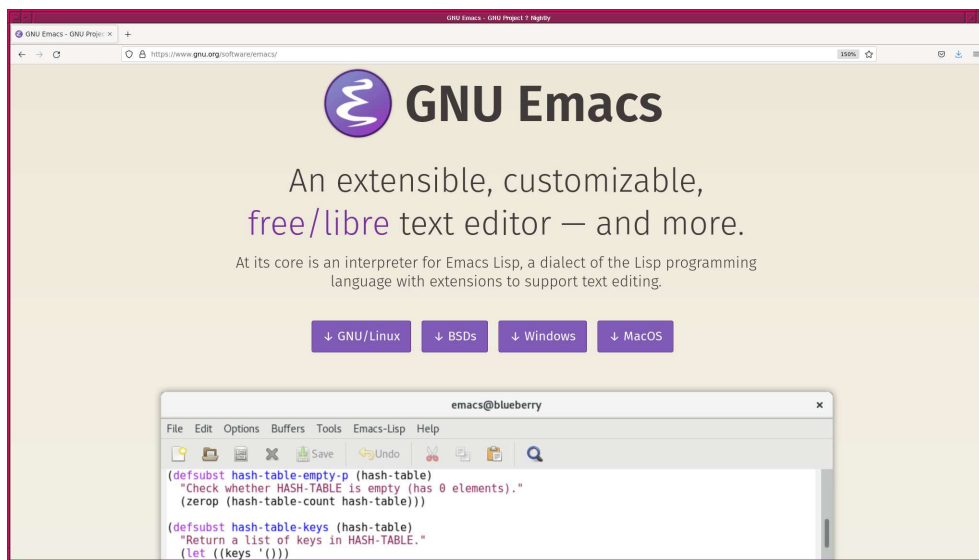 GNU Emacs - GNU Project ? Nightly
GNU Emacs - GNU Projec
https://www.gnu.org/software/emacs/
150%
GNU Emacs
An extensible, customizable,
free/libre text editor — and more.
At its core is an interpreter for Emacs Lisp, a dialect of the Lisp programming
language with extensions to support text editing.
↓ GNU/Linux ↓ BSDs ↓ Windows ↓ MacOS
emacs@blueberry
File Edit Options Buffers Tools Emacs-Lisp Help
Save Undo
(defsubst hash-table-empty-p (hash-table)
"Check whether HASH-TABLE is empty (has 0 elements)."
(zerop (hash-table-count hash-table)))
(defsubst hash-table-keys (hash-table)
"Return a list of keys in HASH-TABLE."
(let ((keys '()))